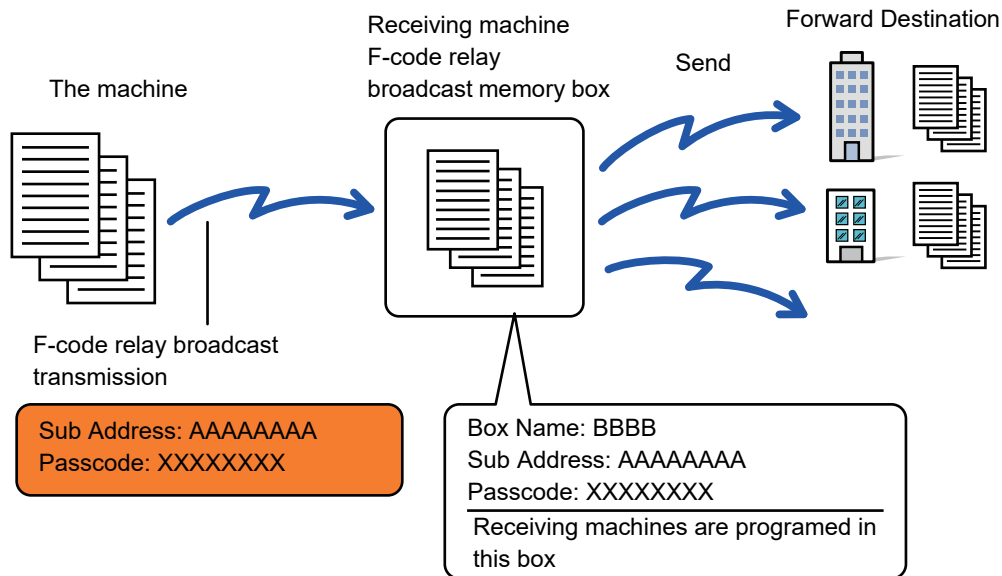 Forward Destination
Receiving machine
F-code relay
broadcast memory box
Send
The machine
F-code relay broadcast
transmission
Sub Address: AAAAAAAA
Passcode: XXXXXXXX
Box Name: BBBB
Sub Address: AAAAAAAA
Passcode: XXXXXXXX
Receiving machines are programed in
this box